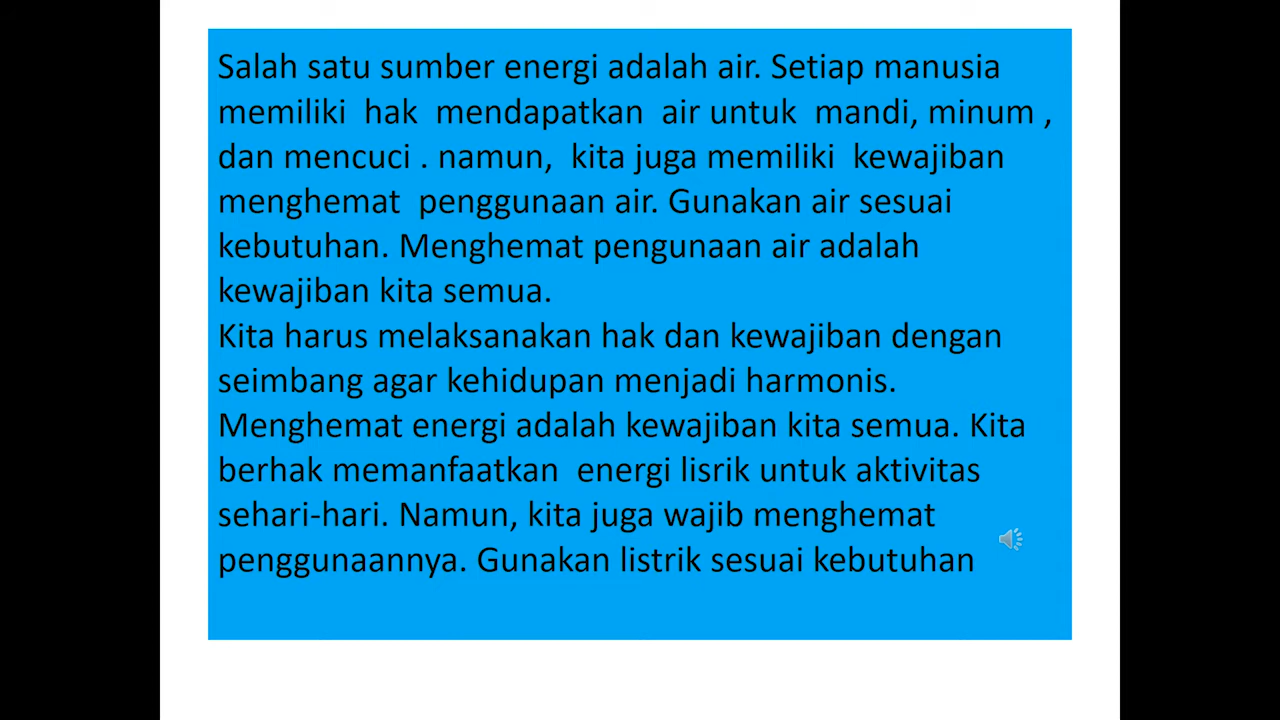 Salah satu sumber energi adalah air. Setiap manusia
memiliki hak mendapatkan air untuk mandi, minum ,
dan mencuci . namun, kita juga memiliki kewajiban
menghemat penggunaan air. Gunakan air sesuai
kebutuhan. Menghemat pengunaan air adalah
kewajiban kita semua.
Kita harus melaksanakan hak dan kewajiban dengan
seimbang agar kehidupan menjadi harmonis.
Menghemat energi adalah kewajiban kita semua. Kita
berhak memanfaatkan energi lisrik untuk aktivitas
sehari-hari. Namun, kita juga wajib menghemat
penggunaannya. Gunakan listrik sesuai kebutuhan